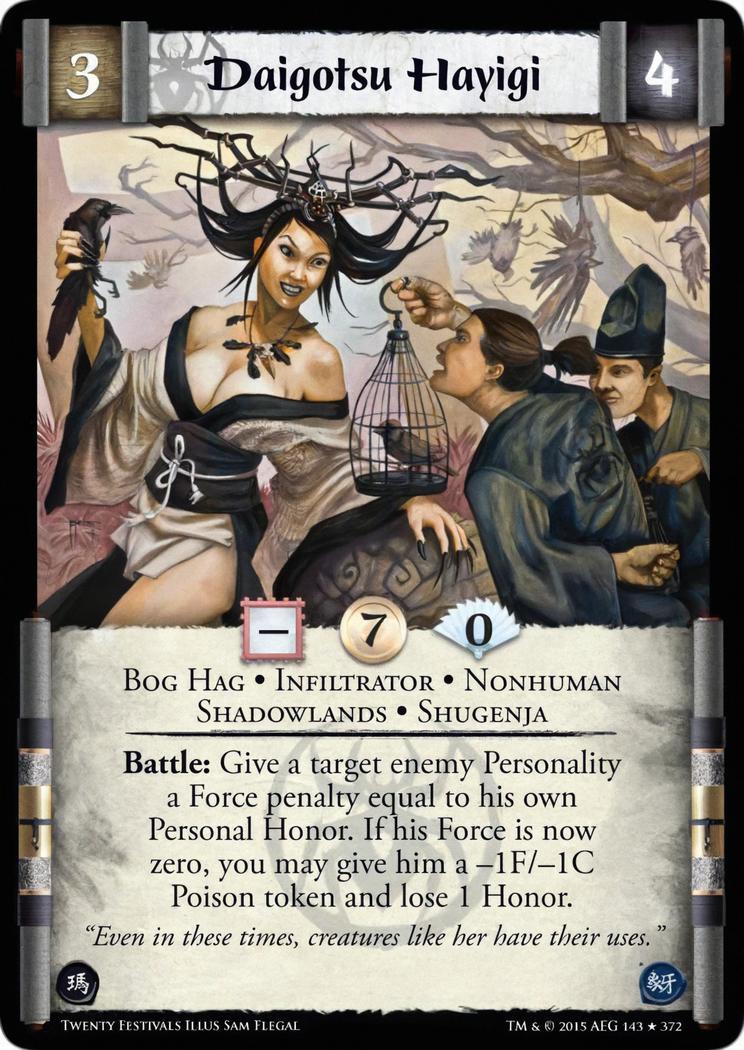 3
Daigotsu Hayigi
4
–
7
0
Bog Hag • Infiltrator • Nonhuman
Shadowlands • Shugenja
Battle: Give a target enemy Personality
a Force penalty equal to his own
Personal Honor. If his Force is now
zero, you may give him a –1F/–1C
Poison token and lose 1 Honor.
“Even in these times, creatures like her have their uses.”
瑪
Twenty Festivals Illus Sam Flegal
TM & © 2015 AEG 143 ★ 372